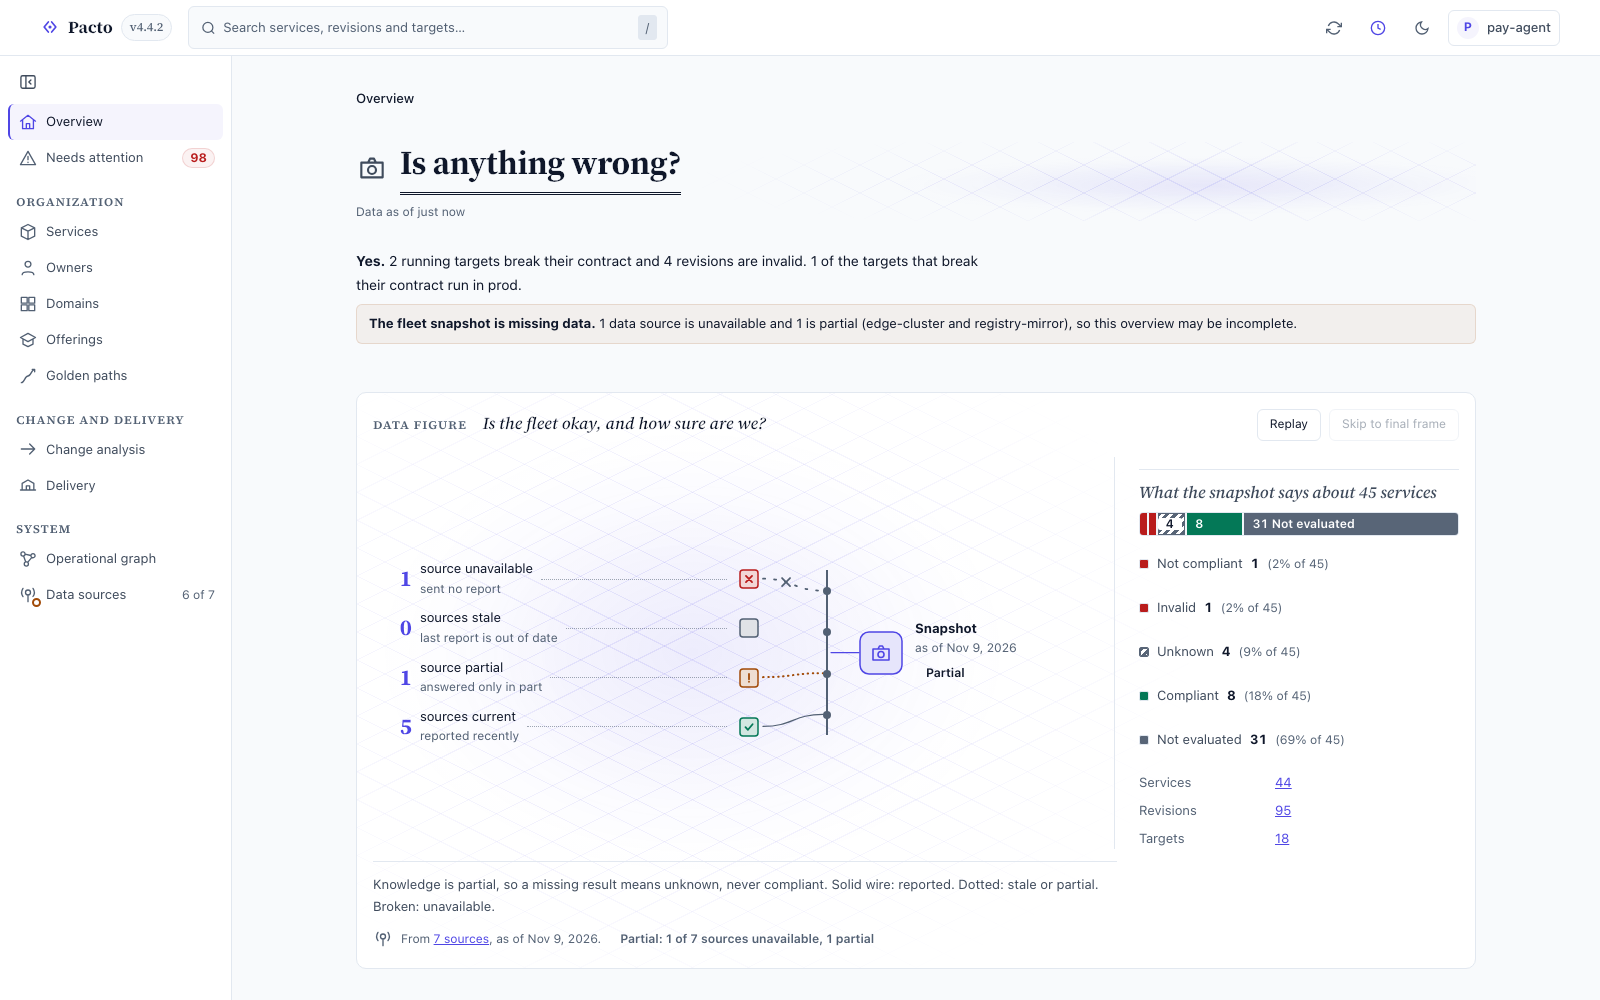 Pacto
v4.4.2
Search services, revisions and targets...
/
P
pay-agent
Overview
Needs attention
98
ORGANIZATION
Services
Owners
Domains
Offerings
Golden paths
CHANGE AND DELIVERY
Change analysis
Delivery
SYSTEM
Operational graph
Data sources
6 of 7
Overview
Is anything wrong?
Data as of just now
Yes. 2 running targets break their contract and 4 revisions are invalid. 1 of the targets that break
their contract run in prod.
The fleet snapshot is missing data. 1 data source is unavailable and 1 is partial (edge-cluster and registry-mirror), so this overview may be incomplete.
DATA FIGURE
Is the fleet okay, and how sure are we?
Replay
Skip to final frame
1
source unavailable
sent no report
0
sources stale
last report is out of date
1
source partial
answered only in part
5
sources current
reported recently
Snapshot
as of Nov 9, 2026
Partial
What the snapshot says about 45 services
4
8
31 Not evaluated
Not compliant 1 (2% of 45)
Invalid 1 (2% of 45)
Unknown 4 (9% of 45)
Compliant 8 (18% of 45)
Not evaluated 31 (69% of 45)
Services 44
Revisions 95
Targets 18
Knowledge is partial, so a missing result means unknown, never compliant. Solid wire: reported. Dotted: stale or partial.
Broken: unavailable.
From 7 sources, as of Nov 9, 2026.
Partial: 1 of 7 sources unavailable, 1 partial